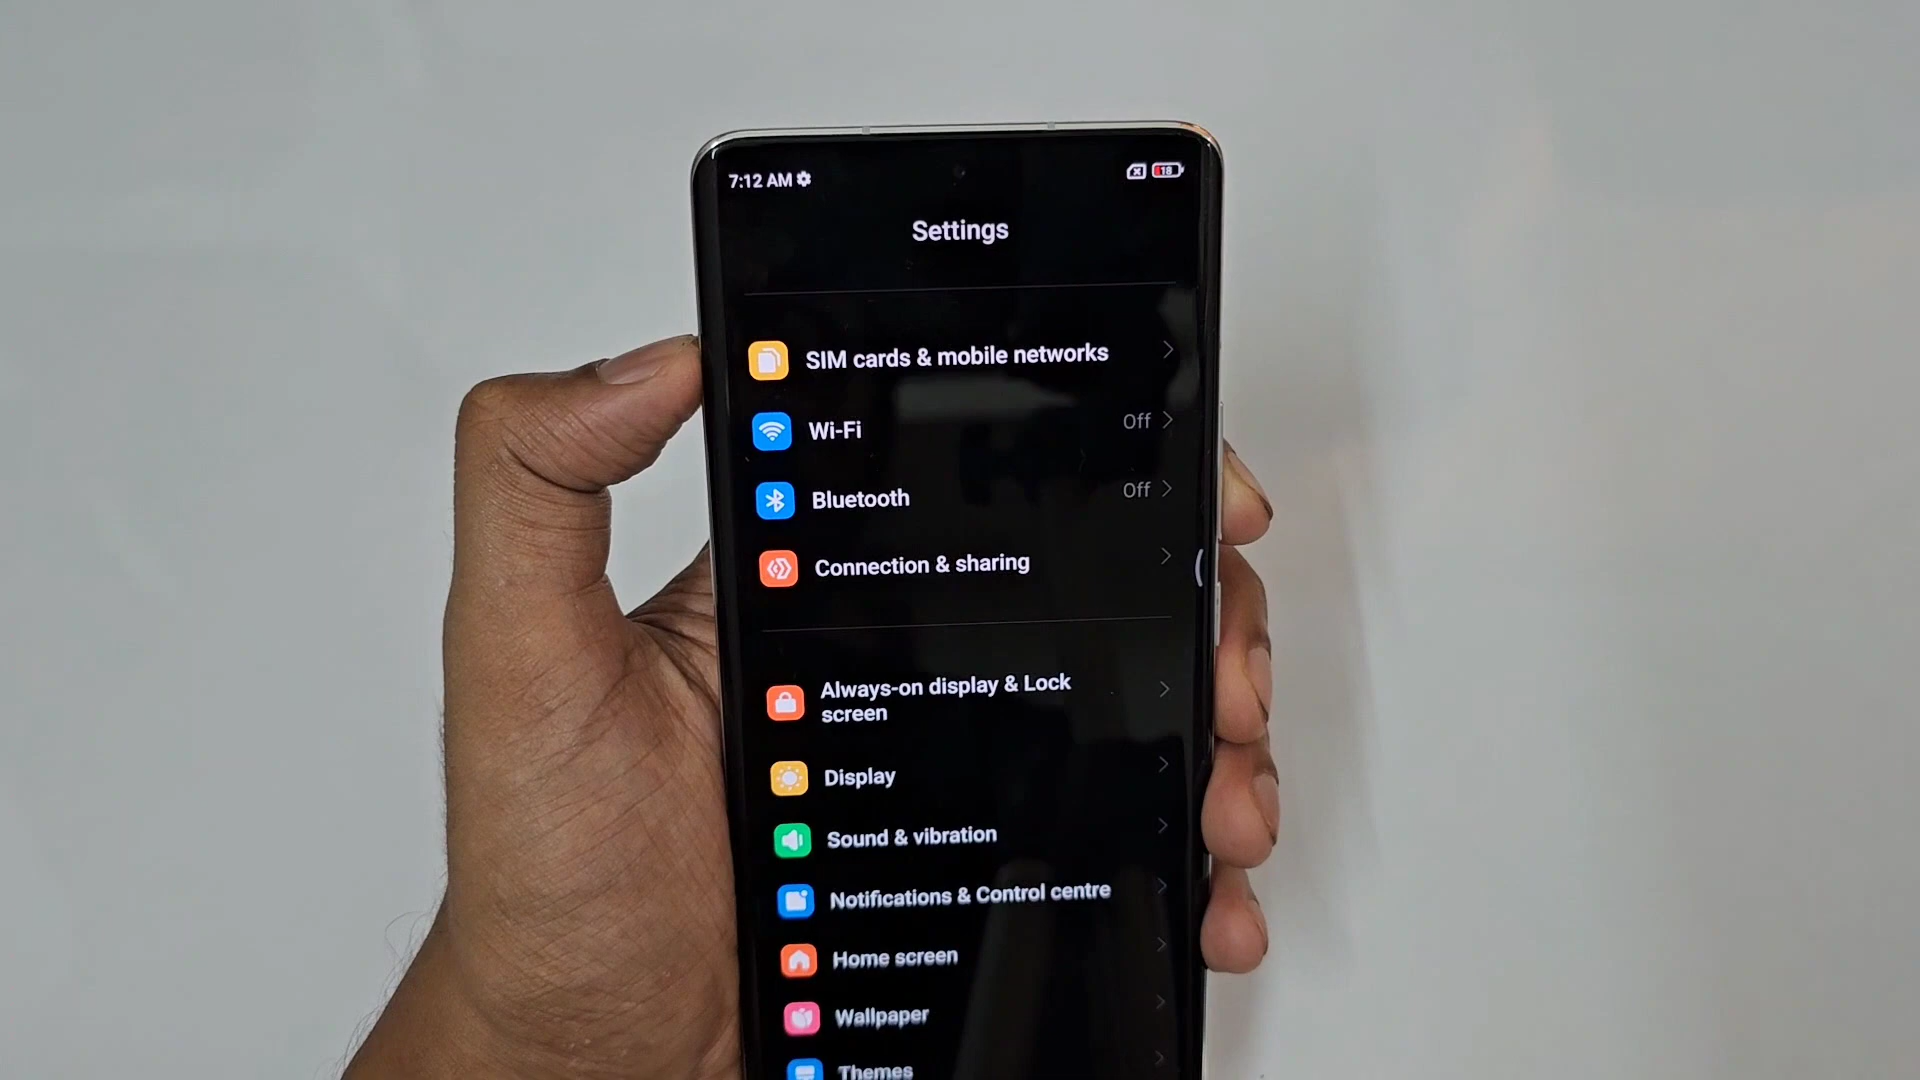 7:12 AM
18
Settings
SIM cards & mobile networks
Wi-Fi Off
Bluetooth Off
Connection & sharing
Always-on display & Lock
screen
Display
Sound & vibration
Notifications & Control centre
Home screen
Wallpaper
Themes